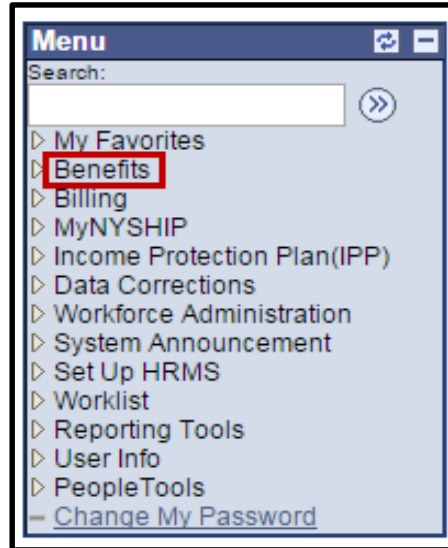 Menu
Search:
My Favorites
Benefits
Billing
MyNYSHIP
Income Protection Plan(IPP)
Data Corrections
Workforce Administration
System Announcement
Set Up HRMS
Worklist
Reporting Tools
User Info
PeopleTools
Change My Password